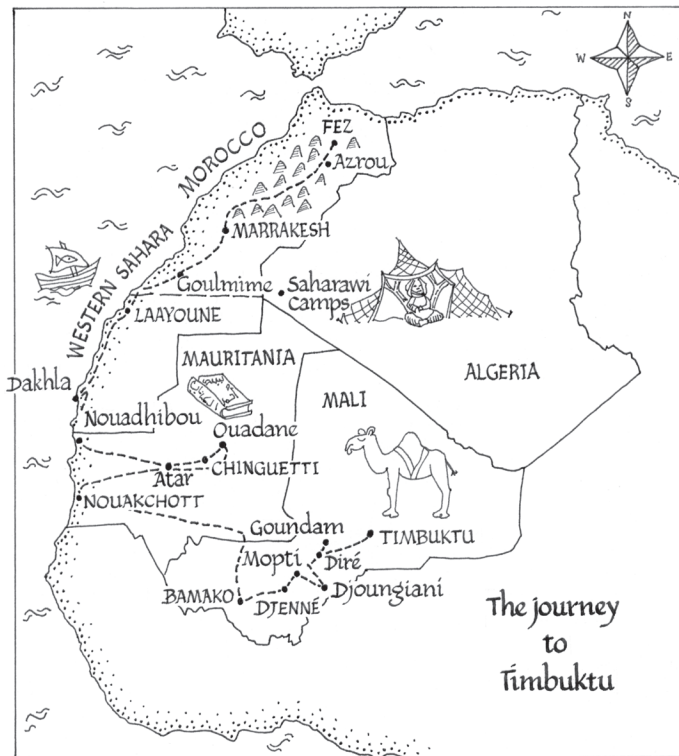 N
W E
S
FEZ
Azrou
MOROCCO
MARRAKESH
WESTERN SAHARA
Goulmime
Saharawi
camps
LAAYOUNE
MAURITANIA
ALGERIA
Dakhla
MALI
Nouadhibou
Ouadane
CHINGUETTI
Atar
NOUAKCHOTT
Goundam
TIMBUKTU
Mopti
Diré
BAMAKO
DJENNÉ
Djoungiani
The journey
to
Timbuktu